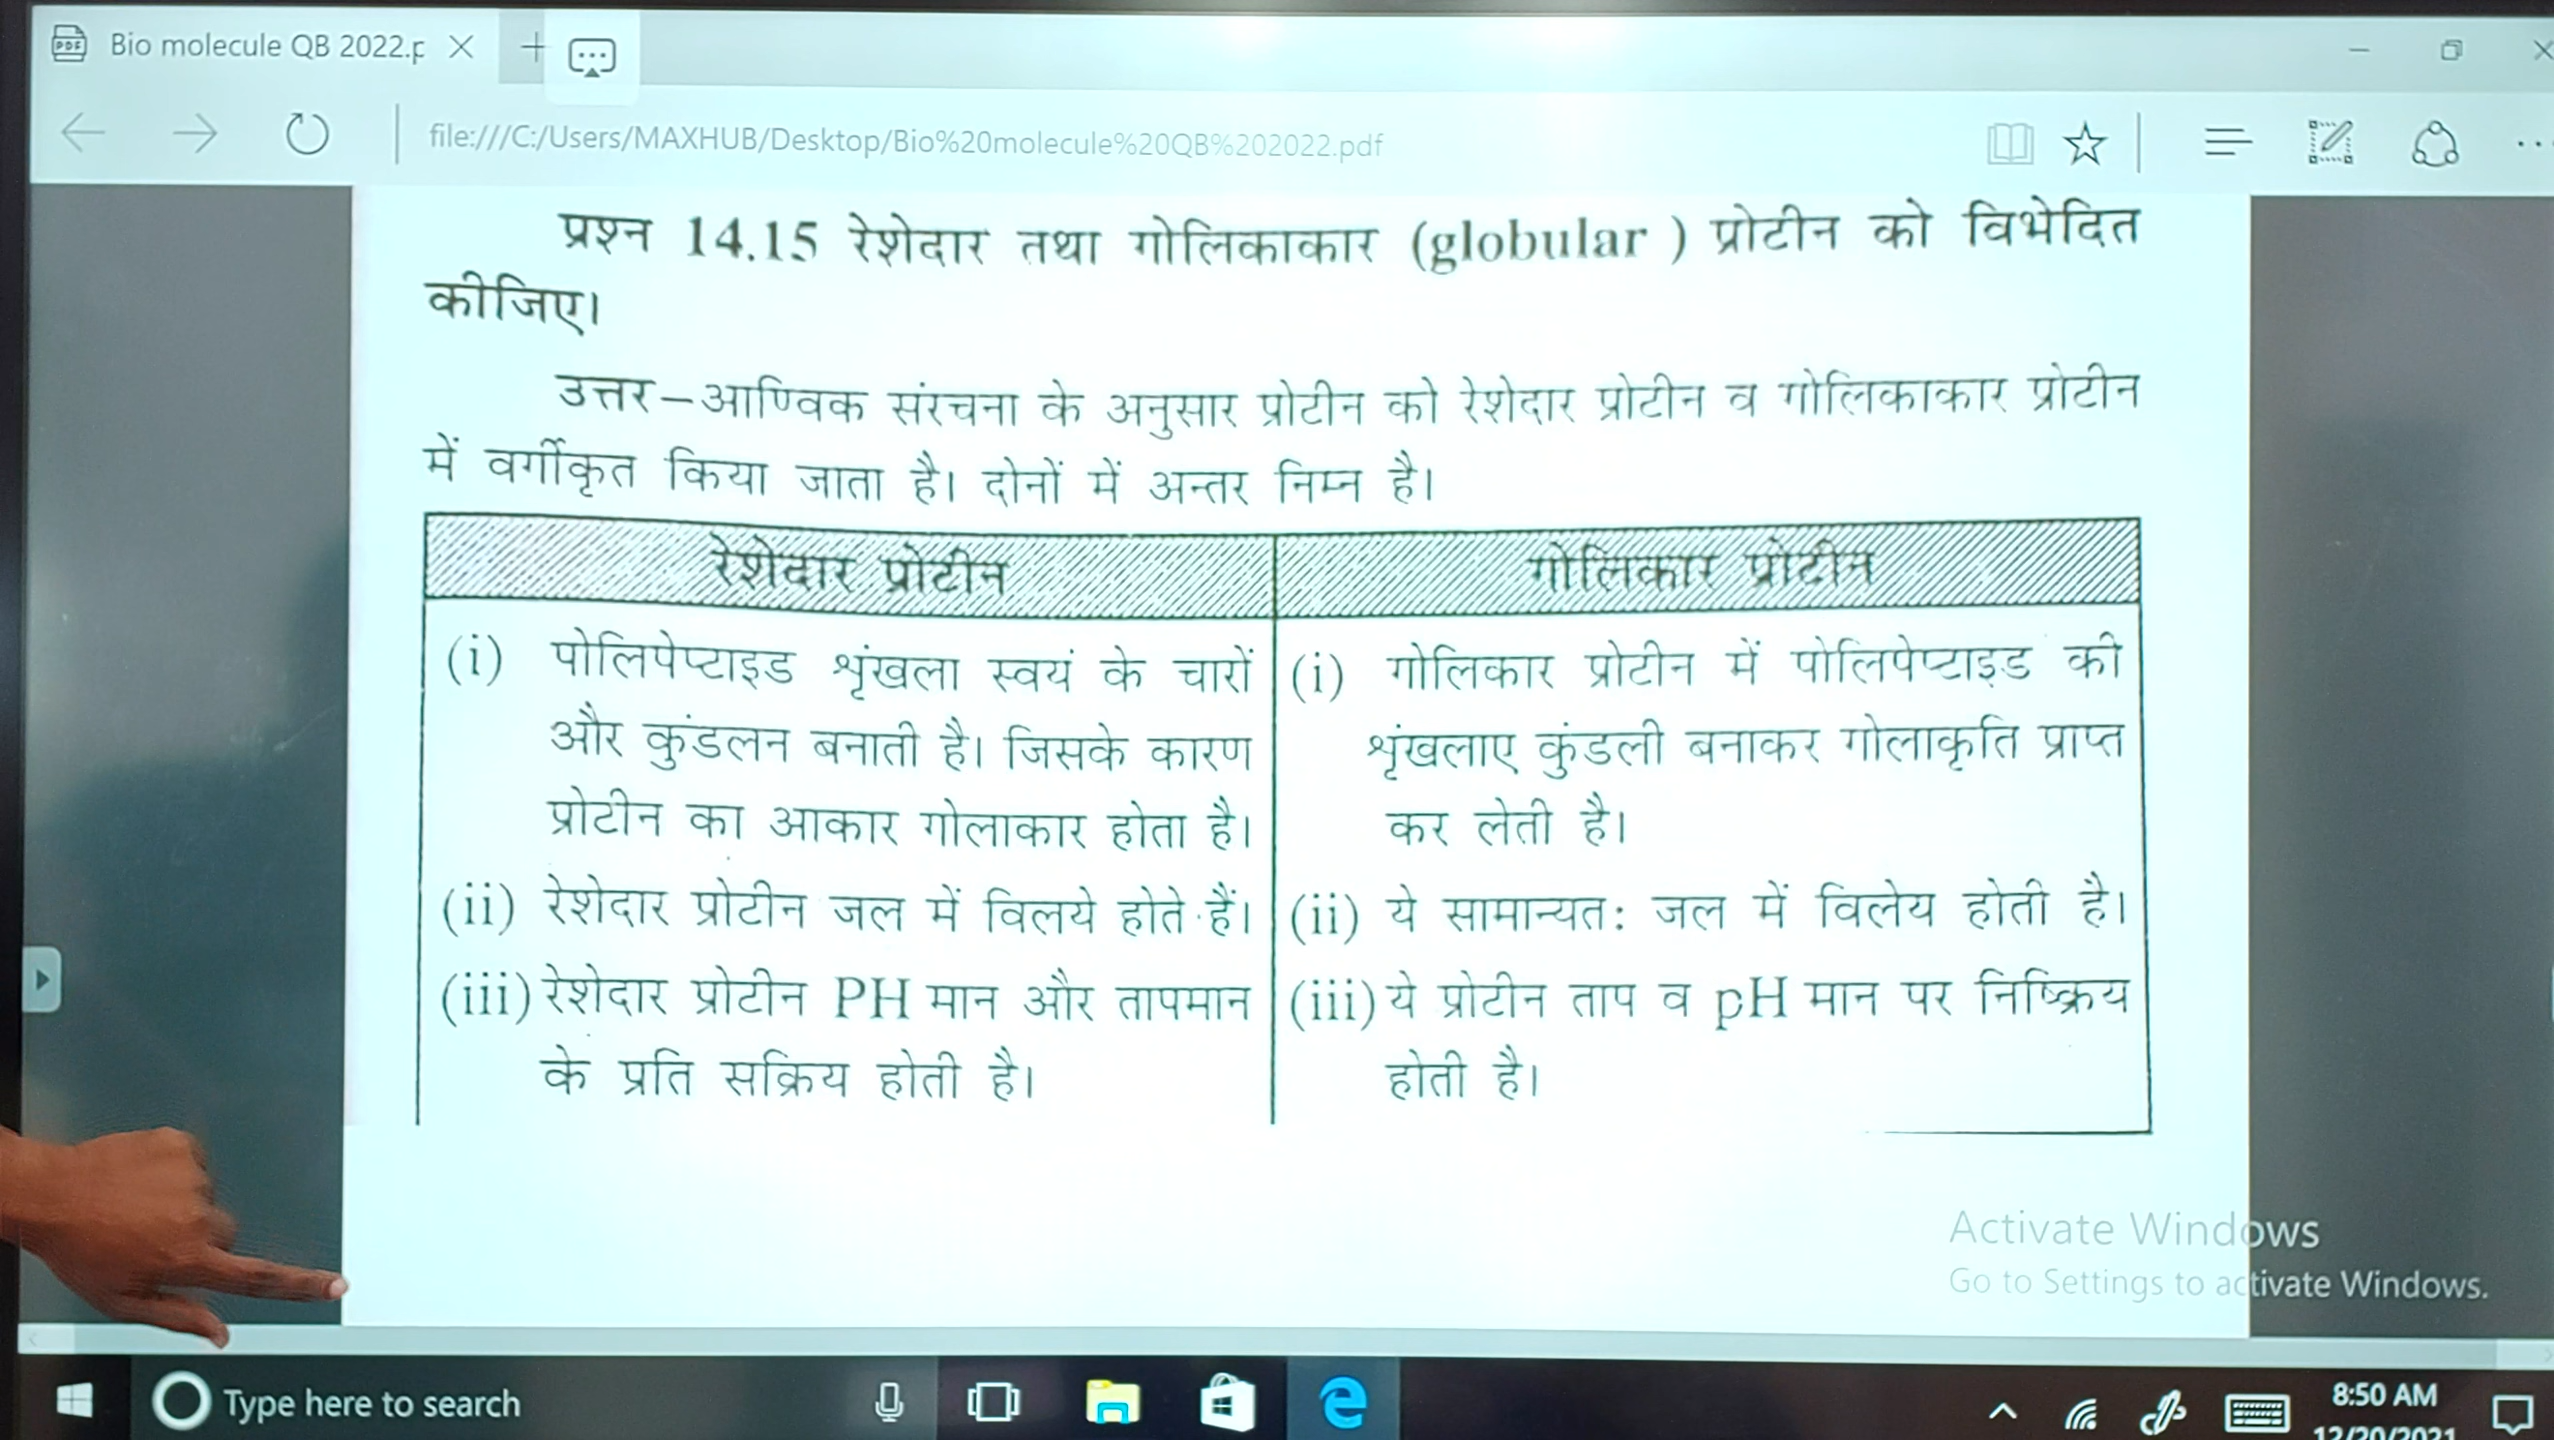 Bio molecule QB 2022.p
file:///C:/Users/MAXHUB/Desktop/Bio%20molecule%20QB%202022.pdf
प्रश्न 14.15 रेशेदार तथा गोलिकाकार (globular ) प्रोटीन को विभेदित
कीजिए।
उत्तर–आण्विक संरचना के अनुसार प्रोटीन को रेशेदार प्रोटीन व गोलिकाकार प्रोटीन
में वर्गीकृत किया जाता है। दोनों में अन्तर निम्न है।
रेशेदार प्रोटीन
(i) पोलिपेप्टाइड श्रृंखला स्वयं के चारों
और कुंडलन बनाती है। जिसके कारण
प्रोटीन का आकार गोलाकार होता है।
(ii) रेशेदार प्रोटीन जल में विलये होते हैं।
(iii) रेशेदार प्रोटीन PH मान और तापमान
के प्रति सक्रिय होती है।
गोलिकार प्रोटीन
(i) गोलिकार प्रोटीन में पोलिपेप्टाइड की
श्रृंखलाए कुंडली बनाकर गोलाकृति प्राप्त
कर लेती है।
(ii) ये सामान्यतः जल में विलेय होती है।
(iii) ये प्रोटीन ताप व pH मान पर निष्क्रिय
होती है।
Activate Windows
Go to Settings to activate Windows.
Type here to search
8:50 AM
12/20/2021